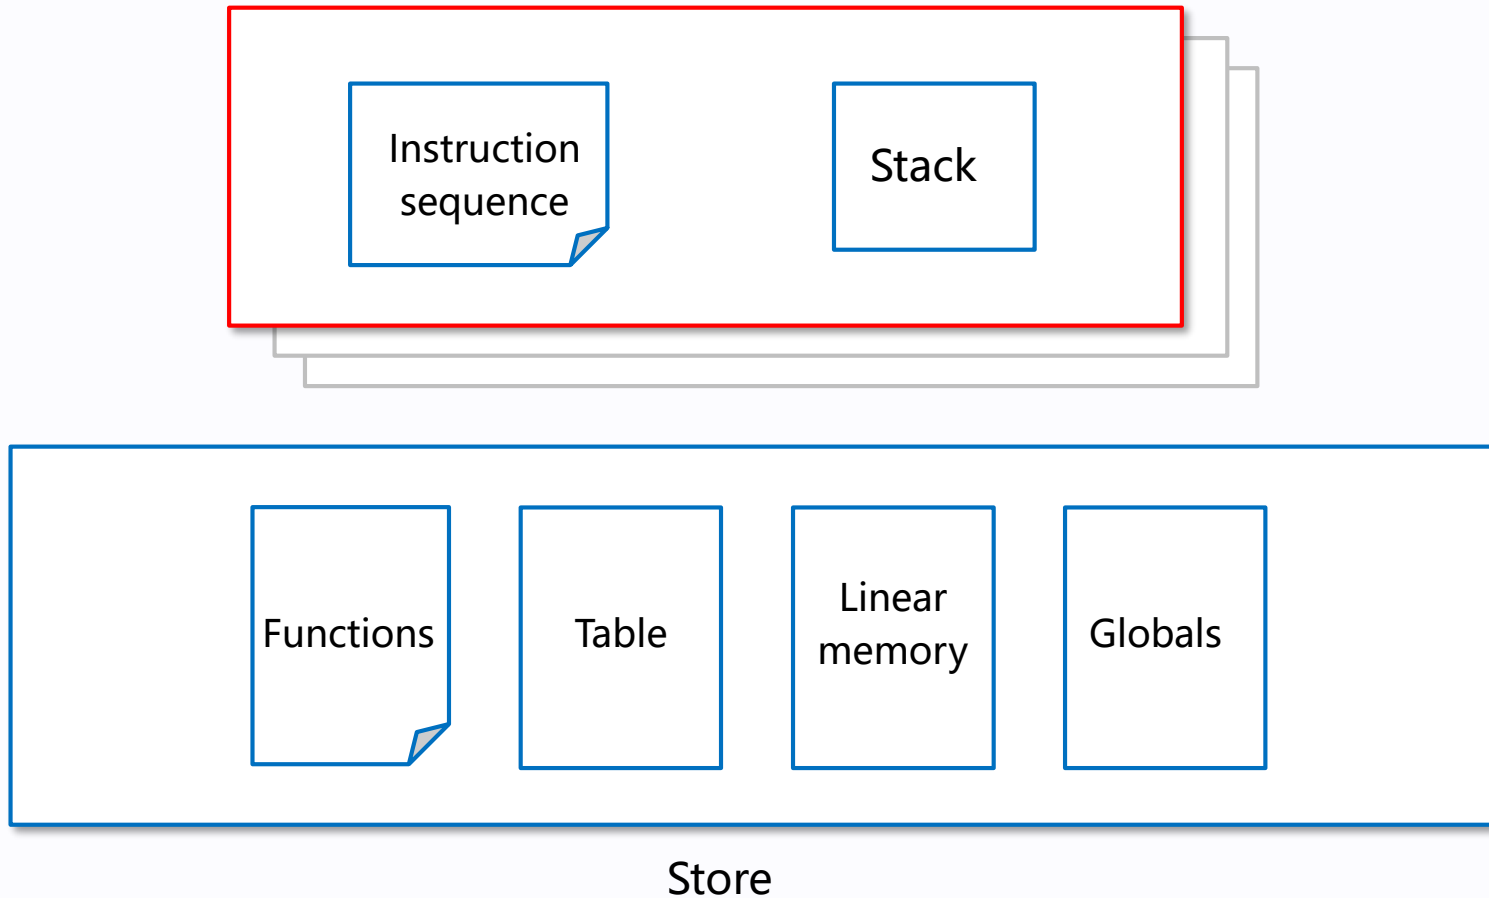 Instruction
sequence
Stack
Functions
Table
Linear
memory
Globals
Store